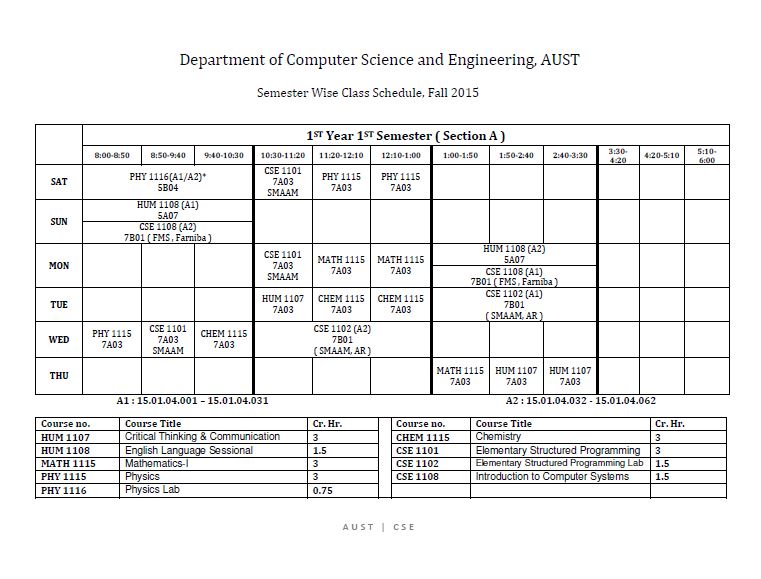 Department of Computer Science and Engineering, AUST
Semester Wise Class Schedule, Fall 2015
1ST Year 1ST Semester ( Section A )
8:00-8:50 8:50-9:40 9:40-10:30 10:30-11:20 11:20-12:10 12:10-1:00 1:00-1:50 1:50-2:40 2:40-3:30 3:30-4:20 4:20-5:10 5:10-6:00
SAT
PHY 1116(A1/A2)*
5B04
CSE 1101
7A03
SMAAM
PHY 1115
7A03
PHY 1115
7A03
SUN
HUM 1108 (A1)
5A07
CSE 1108 (A2)
7B01 ( FMS , Farniba )
MON
CSE 1101
7A03
SMAAM
MATH 1115
7A03
MATH 1115
7A03
HUM 1108 (A2)
5A07
CSE 1108 (A1)
7B01 ( FMS , Farniba )
TUE
HUM 1107
7A03
CHEM 1115
7A03
CHEM 1115
7A03
CSE 1102 (A1)
7B01
( SMAAM, AR )
WED
PHY 1115
7A03
CSE 1101
7A03
SMAAM
CHEM 1115
7A03
CSE 1102 (A2)
7B01
( SMAAM, AR )
THU
MATH 1115
7A03
HUM 1107
7A03
HUM 1107
7A03
A1 : 15.01.04.001 – 15.01.04.031
A2 : 15.01.04.032 - 15.01.04.062
Course no. Course Title Cr. Hr.
HUM 1107 Critical Thinking & Communication 3
HUM 1108 English Language Sessional 1.5
MATH 1115 Mathematics-I 3
PHY 1115 Physics 3
PHY 1116 Physics Lab 0.75
Course no. Course Title Cr. Hr.
CHEM 1115 Chemistry 3
CSE 1101 Elementary Structured Programming 3
CSE 1102 Elementary Structured Programming Lab 1.5
CSE 1108 Introduction to Computer Systems 1.5
AUST | CSE